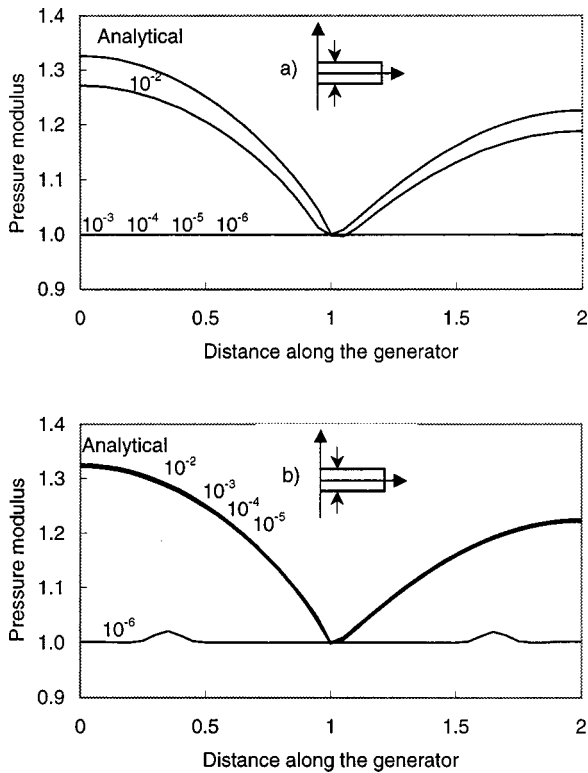 1.4
Analytical
1.3
10⁻²
a)
1.2
Pressure modulus
1.1
10⁻³ 10⁻⁴ 10⁻⁵ 10⁻⁶
1.0
0.9
0 0.5 1 1.5 2
Distance along the generator
1.4
Analytical
10⁻²
b)
1.3
10⁻³
10⁻⁴
10⁻⁵
1.2
Pressure modulus
1.1
10⁻⁶
1.0
0.9
0 0.5 1 1.5 2
Distance along the generator